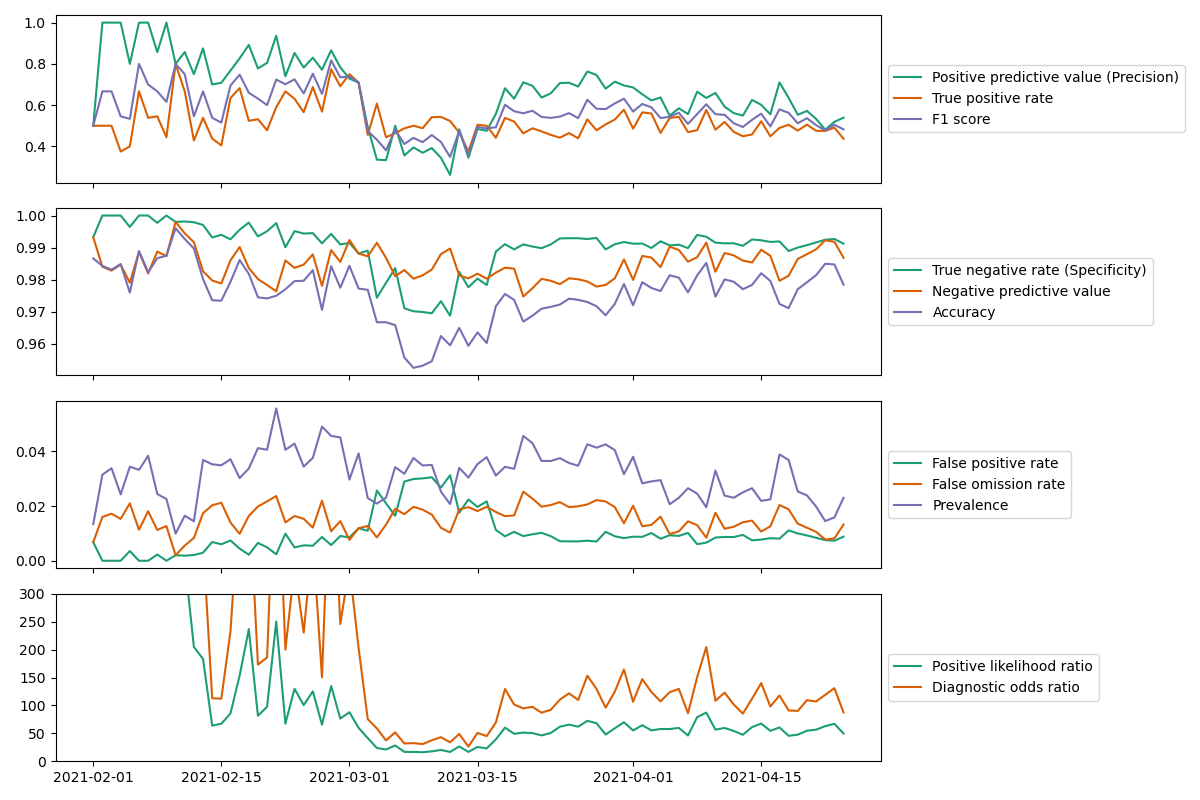 1.0
0.8
0.6
0.4
Positive predictive value (Precision)
True positive rate
F1 score
1.00
0.99
0.98
0.97
0.96
True negative rate (Specificity)
Negative predictive value
Accuracy
0.04
0.02
0.00
False positive rate
False omission rate
Prevalence
300
250
200
150
100
50
0
Positive likelihood ratio
Diagnostic odds ratio
2021-02-01 2021-02-15 2021-03-01 2021-03-15 2021-04-01 2021-04-15